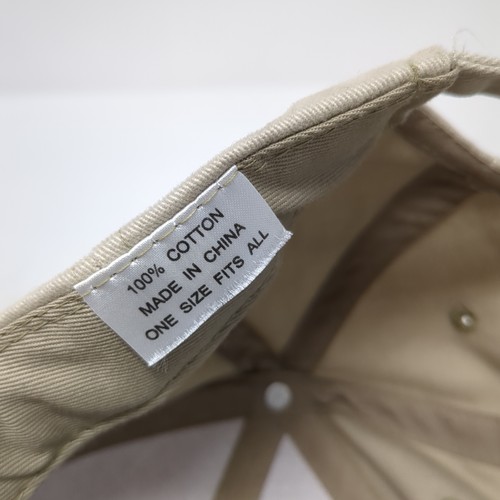 100% COTTON
MADE IN CHINA
ONE SIZE FITS ALL